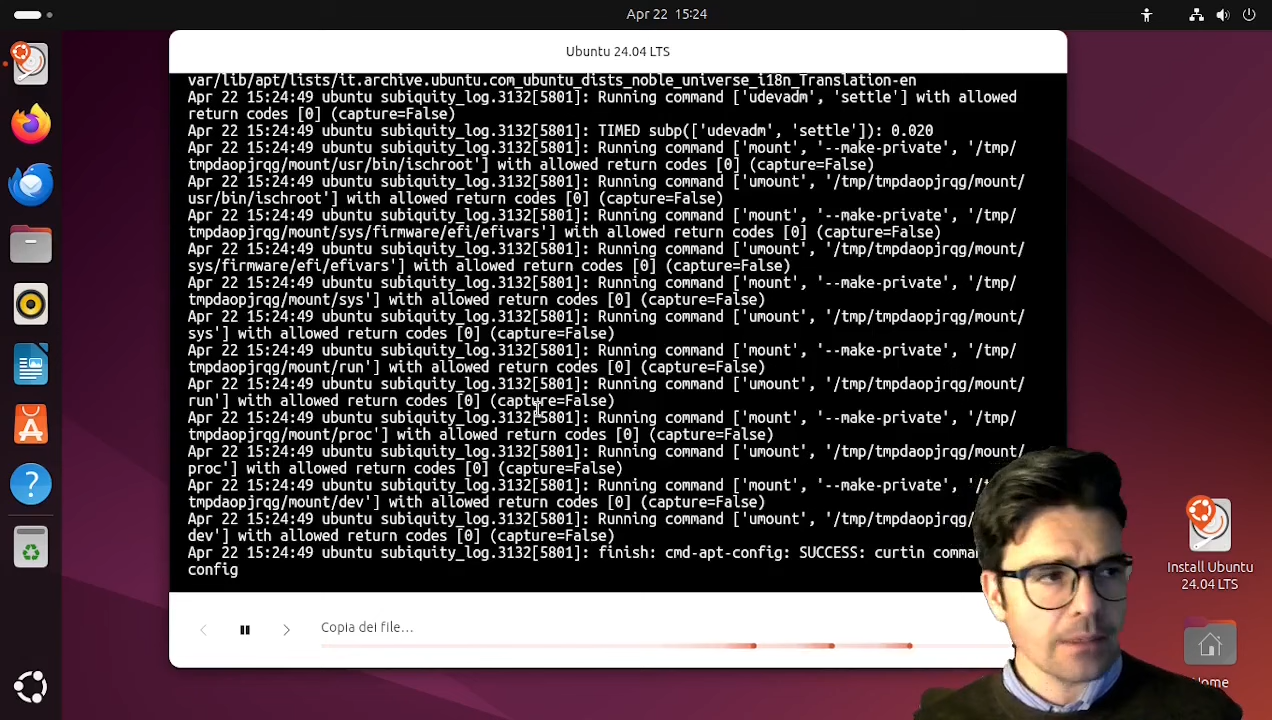 Apr 22 15:24
Ubuntu 24.04 LTS
var/lib/apt/lists/it.archive.ubuntu.com_ubuntu_dists_noble_universe_i18n_Translation-en
Apr 22 15:24:49 ubuntu subiquity_log.3132[5801]: Running command ['udevadm', 'settle'] with allowed
return codes [0] (capture=False)
Apr 22 15:24:49 ubuntu subiquity_log.3132[5801]: TIMED subp(['udevadm', 'settle']): 0.020
Apr 22 15:24:49 ubuntu subiquity_log.3132[5801]: Running command ['mount', '--make-private', '/tmp/
tmpdaopjrqg/mount/usr/bin/ischroot'] with allowed return codes [0] (capture=False)
Apr 22 15:24:49 ubuntu subiquity_log.3132[5801]: Running command ['umount', '/tmp/tmpdaopjrqg/mount/
usr/bin/ischroot'] with allowed return codes [0] (capture=False)
Apr 22 15:24:49 ubuntu subiquity_log.3132[5801]: Running command ['mount', '--make-private', '/tmp/
tmpdaopjrqg/mount/sys/firmware/efi/efivars'] with allowed return codes [0] (capture=False)
Apr 22 15:24:49 ubuntu subiquity_log.3132[5801]: Running command ['umount', '/tmp/tmpdaopjrqg/mount/
sys/firmware/efi/efivars'] with allowed return codes [0] (capture=False)
Apr 22 15:24:49 ubuntu subiquity_log.3132[5801]: Running command ['mount', '--make-private', '/tmp/
tmpdaopjrqg/mount/sys'] with allowed return codes [0] (capture=False)
Apr 22 15:24:49 ubuntu subiquity_log.3132[5801]: Running command ['umount', '/tmp/tmpdaopjrqg/mount/
sys'] with allowed return codes [0] (capture=False)
Apr 22 15:24:49 ubuntu subiquity_log.3132[5801]: Running command ['mount', '--make-private', '/tmp/
tmpdaopjrqg/mount/run'] with allowed return codes [0] (capture=False)
Apr 22 15:24:49 ubuntu subiquity_log.3132[5801]: Running command ['umount', '/tmp/tmpdaopjrqg/mount/
run'] with allowed return codes [0] (capture=False)
Apr 22 15:24:49 ubuntu subiquity_log.3132[5801]: Running command ['mount', '--make-private', '/tmp/
tmpdaopjrqg/mount/proc'] with allowed return codes [0] (capture=False)
Apr 22 15:24:49 ubuntu subiquity_log.3132[5801]: Running command ['umount', '/tmp/tmpdaopjrqg/mount/
proc'] with allowed return codes [0] (capture=False)
Apr 22 15:24:49 ubuntu subiquity_log.3132[5801]: Running command ['mount', '--make-private',
tmpdaopjrqg/mount/dev'] with allowed return codes [0] (capture=False)
Apr 22 15:24:49 ubuntu subiquity_log.3132[5801]: Running command ['umount', '/tmp/tmpdaopjrqg/
dev'] with allowed return codes [0] (capture=False)
Apr 22 15:24:49 ubuntu subiquity_log.3132[5801]: finish: cmd-apt-config: SUCCESS: curtin
config
Copia dei file...
Install Ubuntu
24.04 LTS